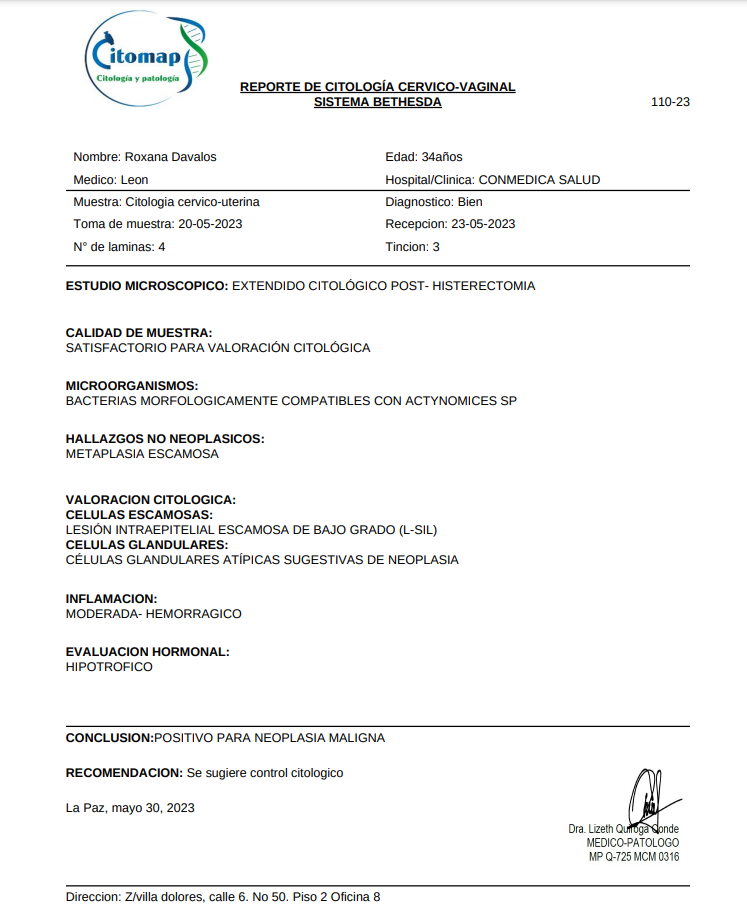 Citomap
Citología y patología
REPORTE DE CITOLOGÍA CERVICO-VAGINAL
SISTEMA BETHESDA
110-23
Nombre: Roxana Davalos Edad: 34años
Medico: Leon Hospital/Clinica: CONMEDICA SALUD
Muestra: Citologia cervico-uterina Diagnostico: Bien
Toma de muestra: 20-05-2023 Recepcion: 23-05-2023
N° de laminas: 4 Tincion: 3
ESTUDIO MICROSCOPICO: EXTENDIDO CITOLÓGICO POST- HISTERECTOMIA
CALIDAD DE MUESTRA:
SATISFACTORIO PARA VALORACIÓN CITOLÓGICA
MICROORGANISMOS:
BACTERIAS MORFOLOGICAMENTE COMPATIBLES CON ACTYNOMICES SP
HALLAZGOS NO NEOPLASICOS:
METAPLASIA ESCAMOSA
VALORACION CITOLOGICA:
CELULAS ESCAMOSAS:
LESIÓN INTRAEPITELIAL ESCAMOSA DE BAJO GRADO (L-SIL)
CELULAS GLANDULARES:
CÉLULAS GLANDULARES ATÍPICAS SUGESTIVAS DE NEOPLASIA
INFLAMACION:
MODERADA- HEMORRAGICO
EVALUACION HORMONAL:
HIPOTROFICO
CONCLUSION:POSITIVO PARA NEOPLASIA MALIGNA
RECOMENDACION: Se sugiere control citologico
La Paz, mayo 30, 2023
Dra. Lizeth Quiroga Conde
MEDICO-PATOLOGO
MP Q-725 MCM 0316
Direccion: Z/villa dolores, calle 6. No 50. Piso 2 Oficina 8